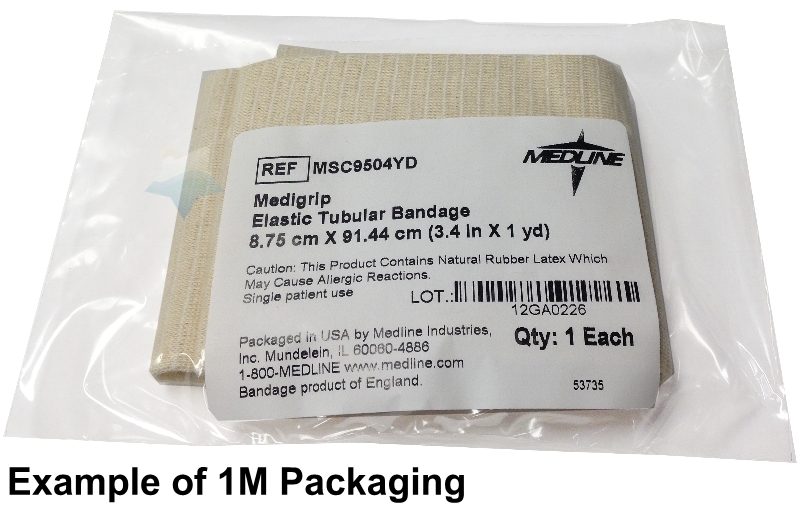 REF MSC9504YD
MEDLINE
Medigrip
Elastic Tubular Bandage
8.75 cm X 91.44 cm (3.4 in X 1 yd)
Caution: This Product Contains Natural Rubber Latex Which
May Cause Allergic Reactions.
Single patient use
LOT.:
12GA0226
Packaged in USA by Medline Industries,
Inc. Mundelein, IL 60060-4886
1-800-MEDLINE www.medline.com
Bandage product of England.
Qty: 1 Each
53735
Example of 1M Packaging